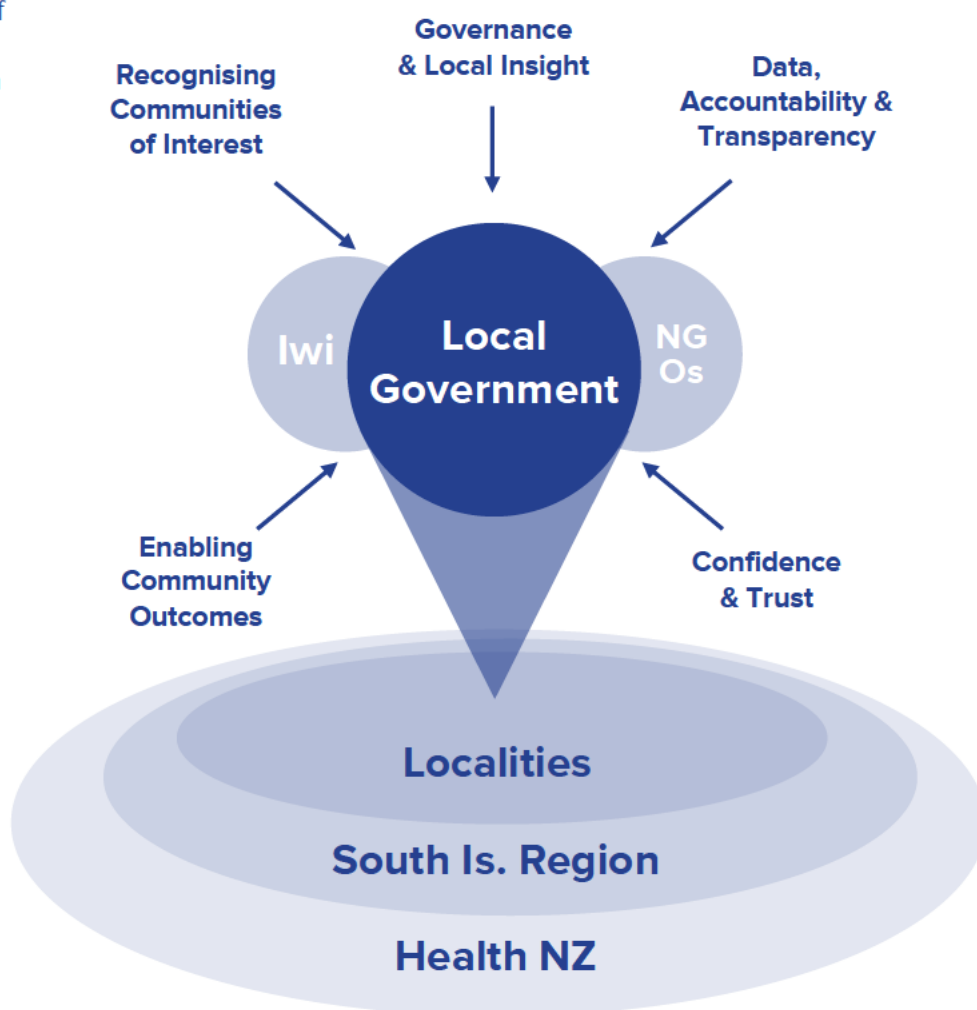 f
Governance
& Local Insight
Recognising
Communities
of Interest
Data,
Accountability &
Transparency
Iwi
Local
Government
NG
Os
Enabling
Community
Outcomes
Confidence
& Trust
Localities
South Is. Region
Health NZ